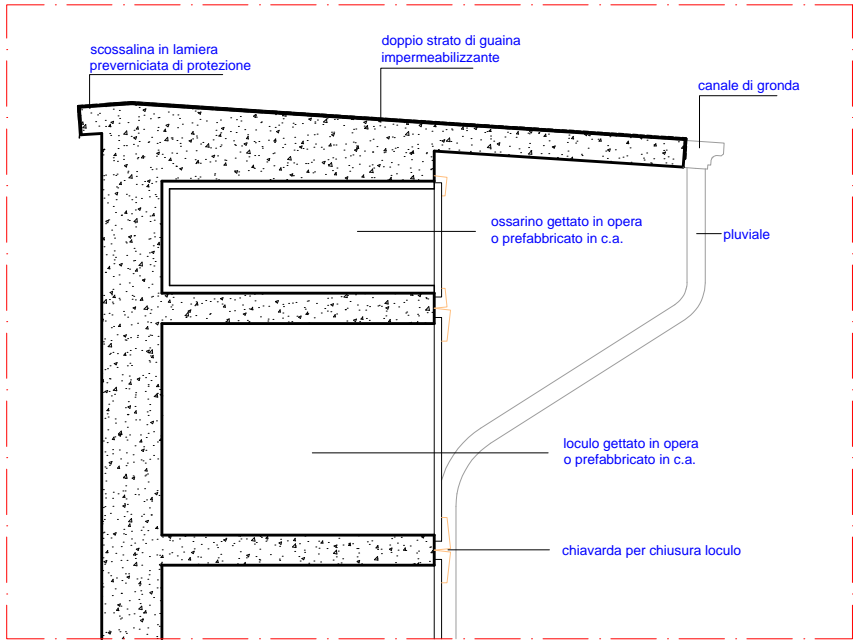 scossalina in lamiera
preverniciata di protezione
doppio strato di guaina
impermeabilizzante
canale di gronda
ossarino gettato in opera
o prefabbricato in c.a.
pluviale
loculo gettato in opera
o prefabbricato in c.a.
chiavarda per chiusura loculo